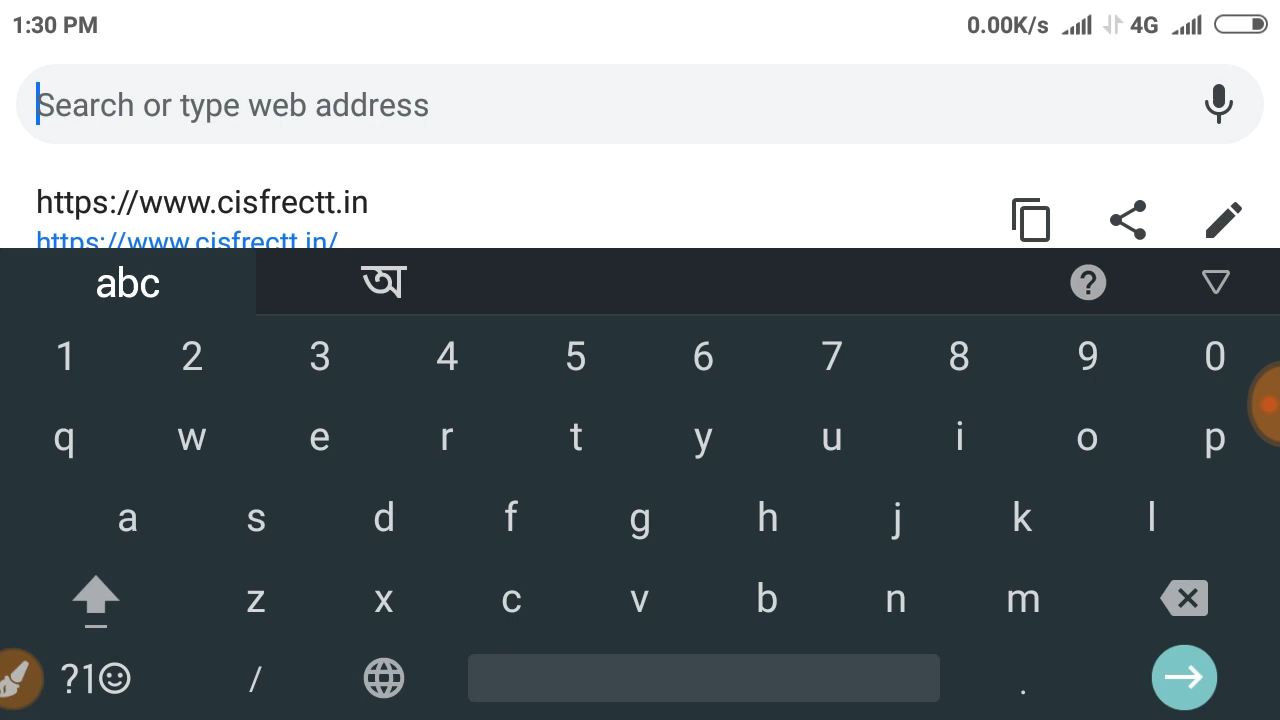 1:30 PM 0.00K/s 4G
Search or type web address
https://www.cisfrectt.in
https://www.cisfrectt.in/
abc অ ?
1 2 3 4 5 6 7 8 9 0
q w e r t y u i o p
a s d f g h j k l
z x c v b n m
?1☺ / .